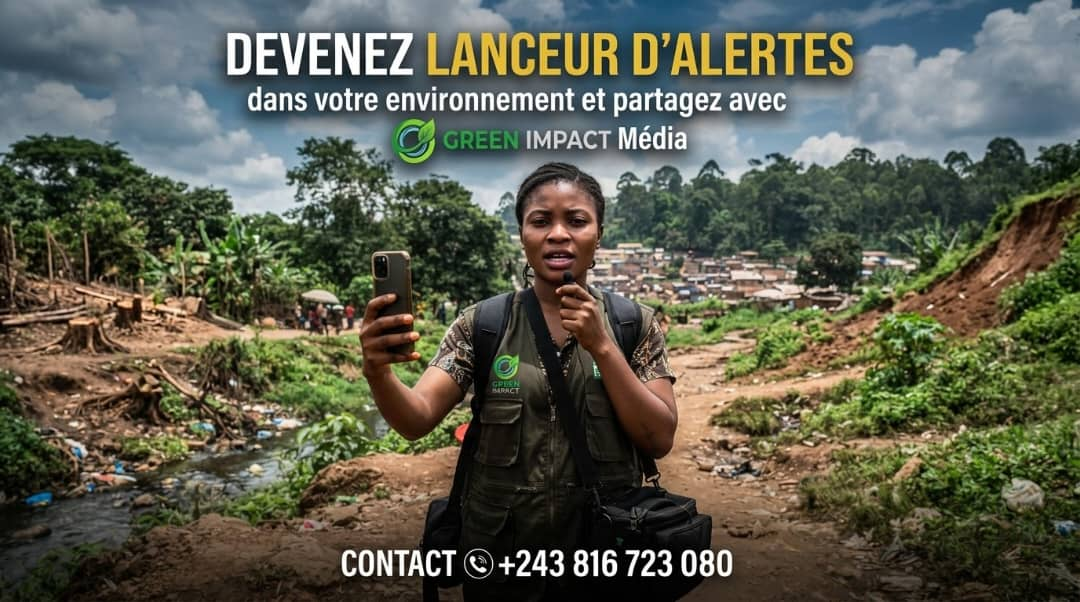 DEVENEZ LANCEUR D'ALERTES
dans votre environnement et partagez avec
GREEN IMPACT Média
GREEN
IMPACT
CONTACT +243 816 723 080